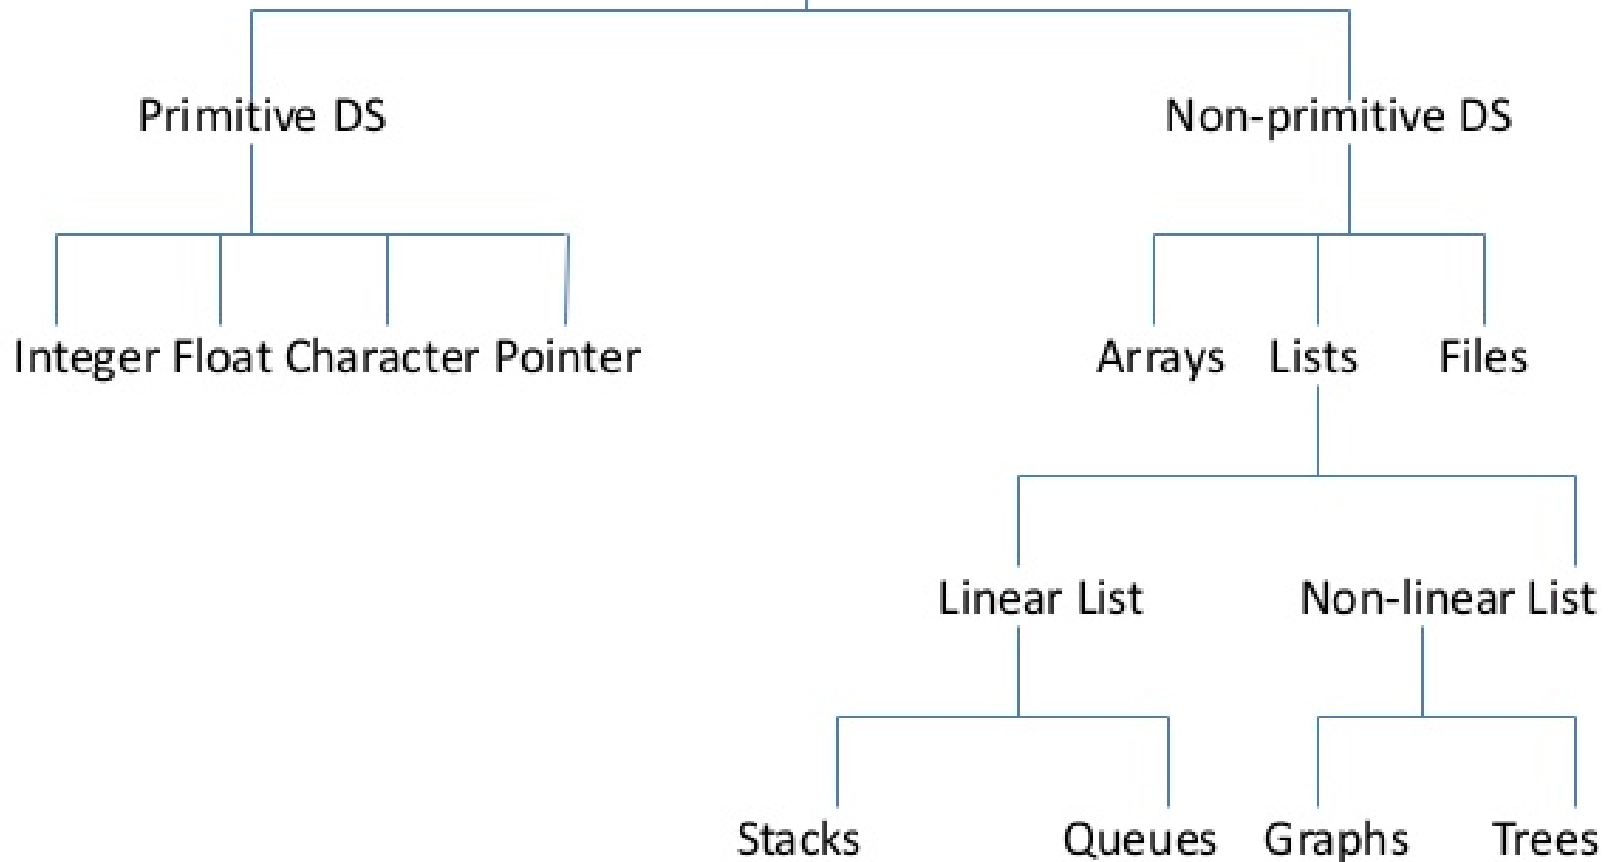 Primitive DS Non-primitive DS
Integer Float Character Pointer Arrays Lists Files
Linear List Non-linear List
Stacks Queues Graphs Trees